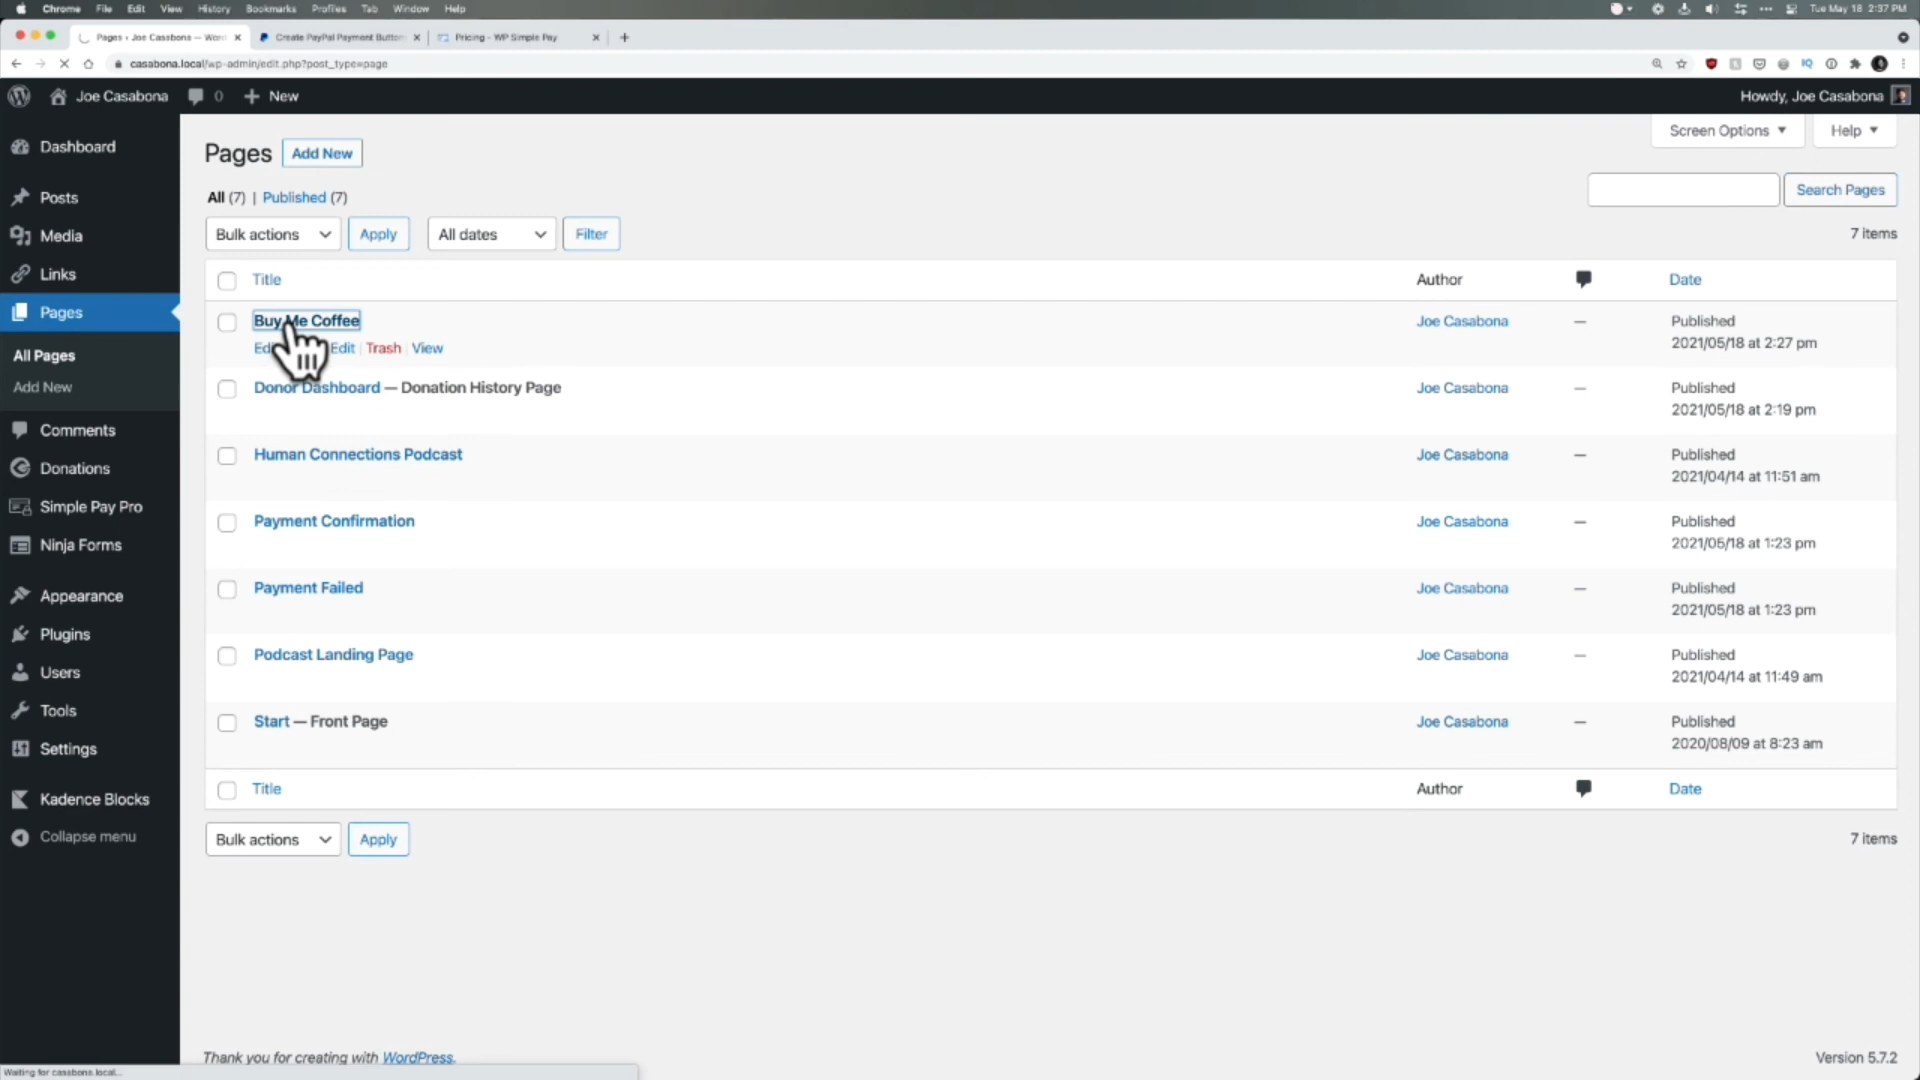 Chrome File Edit View History Bookmarks Profiles Tab Window Help Tue May 18 2:37 PM
Pages ‹ Joe Casabona — Word Create PayPal Payment Button Pricing - WP Simple Pay
casabona.local/wp-admin/edit.php?post_type=page
Joe Casabona 0 New Howdy, Joe Casabona
Screen Options Help
Dashboard
Posts
Media
Links
Pages
All Pages
Add New
Comments
Donations
Simple Pay Pro
Ninja Forms
Appearance
Plugins
Users
Tools
Settings
Kadence Blocks
Collapse menu
Pages Add New
All (7) | Published (7)
Search Pages
Bulk actions Apply All dates Filter 7 items
Title Author Date
Buy Me Coffee Joe Casabona — Published
Edit | Trash | View 2021/05/18 at 2:27 pm
Donor Dashboard — Donation History Page Joe Casabona — Published
2021/05/18 at 2:19 pm
Human Connections Podcast Joe Casabona — Published
2021/04/14 at 11:51 am
Payment Confirmation Joe Casabona — Published
2021/05/18 at 1:23 pm
Payment Failed Joe Casabona — Published
2021/05/18 at 1:23 pm
Podcast Landing Page Joe Casabona — Published
2021/04/14 at 11:49 am
Start — Front Page Joe Casabona — Published
2020/08/09 at 8:23 am
Title Author Date
Bulk actions Apply 7 items
Thank you for creating with WordPress. Version 5.7.2
Waiting for casabona.local...